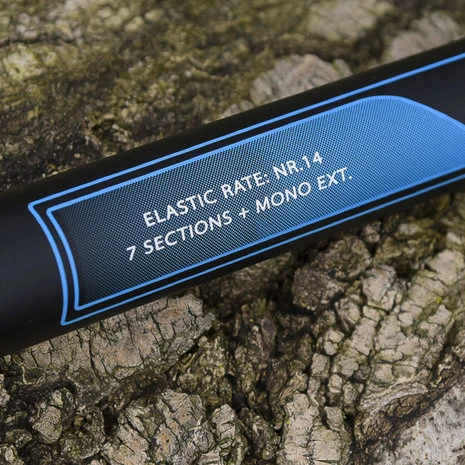 ELASTIC RATE: NR.14
7 SECTIONS + MONO EXT.